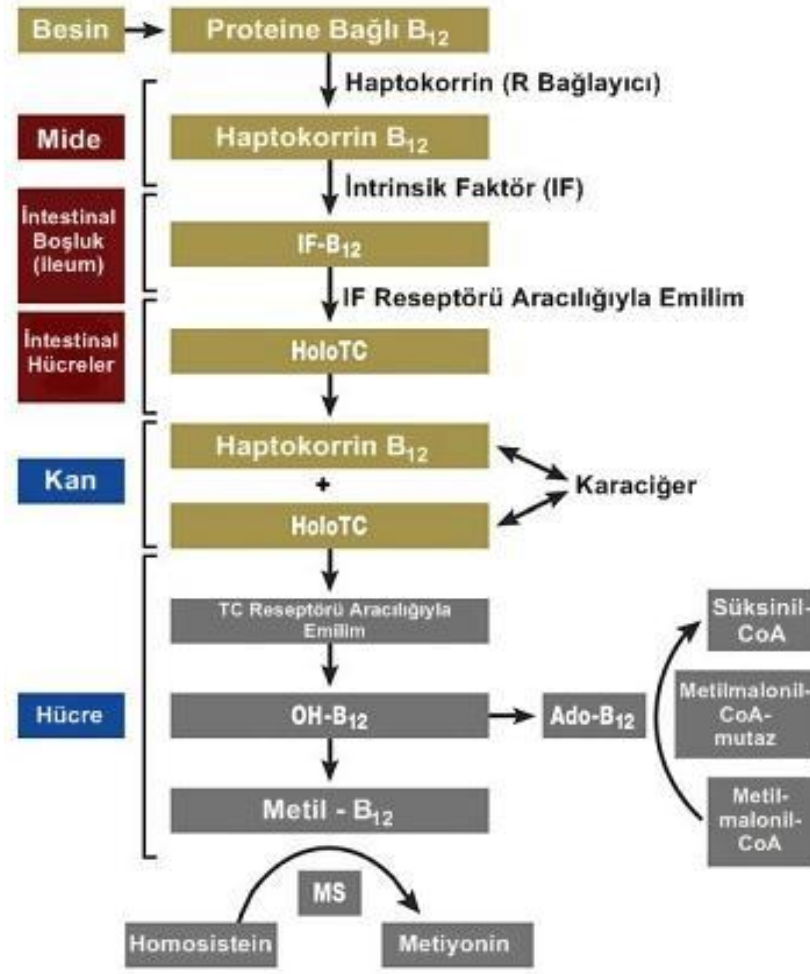 Besin
Proteine Bağlı B₁₂
Haptokorrin (R Bağlayıcı)
Mide
Haptokorrin B₁₂
İntrinsik Faktör (IF)
İntestinal
Boşluk
(ileum)
IF-B₁₂
IF Reseptörü Aracılığıyla Emilim
İntestinal
Hücreler
HoloTC
Kan
Haptokorrin B₁₂
+
HoloTC
Karaciğer
TC Reseptörü Aracılığıyla
Emilim
Hücre
OH-B₁₂
Ado-B₁₂
Süksinil-
CoA
Metilmalonil-
CoA-
mutaz
Metil-
malonil-
CoA
Metil - B₁₂
MS
Homosistein
Metiyonin